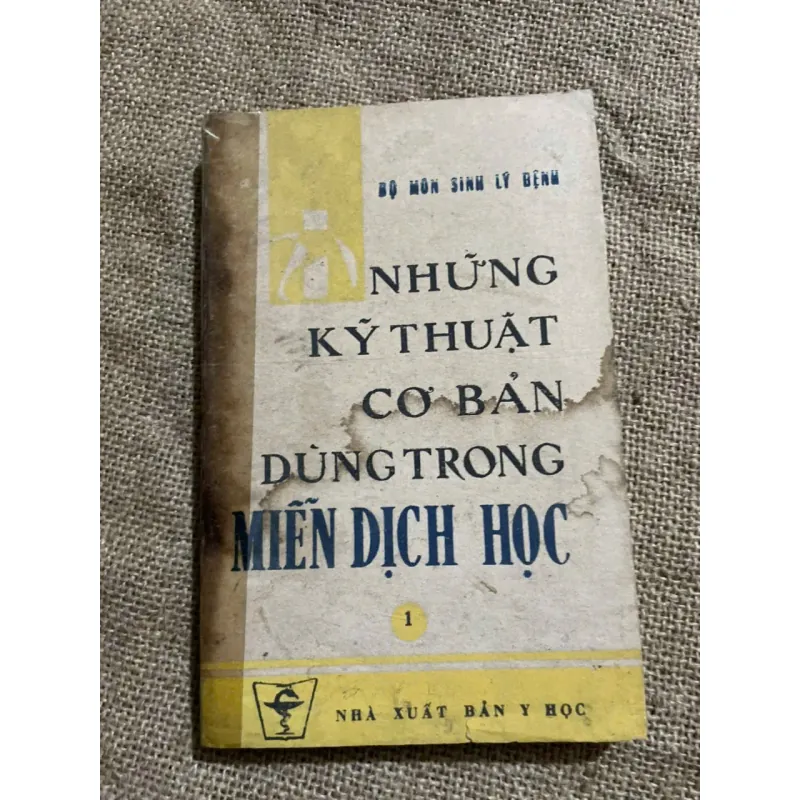 BỘ MÔN SINH LÝ BỆNH
NHỮNG
KỸ THUẬT
CƠ BẢN
DÙNG TRONG
MIỄN DỊCH HỌC
1
NHÀ XUẤT BẢN Y HỌC